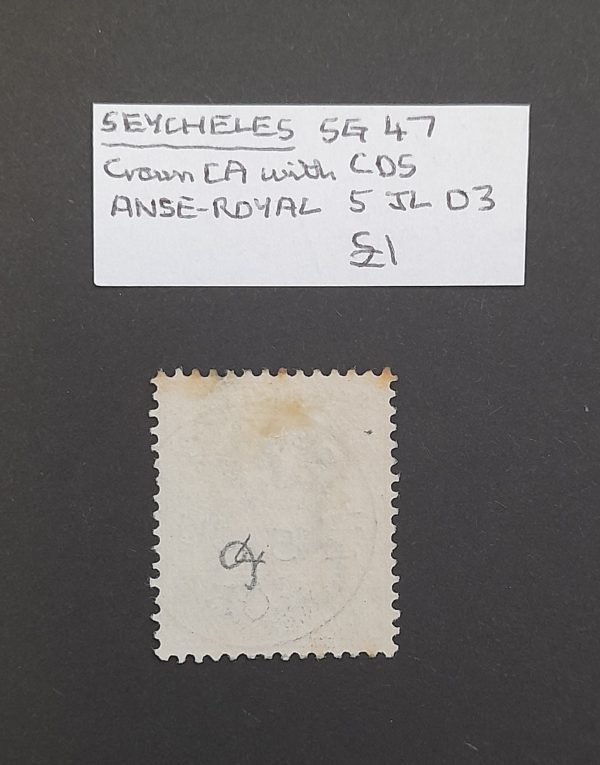 SEYCHELES SG 47
Crown CA with CDS
ANSE-ROYAL 5 JL 03
£1